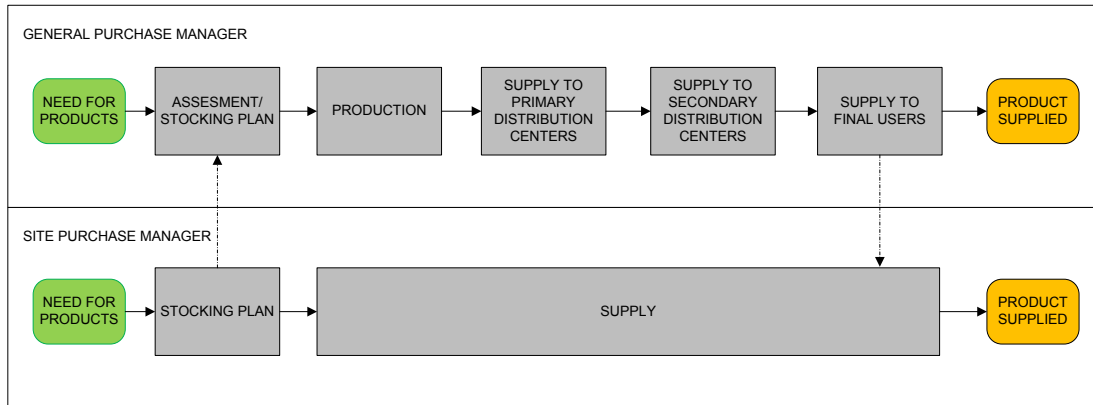 GENERAL PURCHASE MANAGER
NEED FOR
PRODUCTS
ASSESMENT/
STOCKING PLAN
PRODUCTION
SUPPLY TO
PRIMARY
DISTRIBUTION
CENTERS
SUPPLY TO
SECONDARY
DISTRIBUTION
CENTERS
SUPPLY TO
FINAL USERS
PRODUCT
SUPPLIED
SITE PURCHASE MANAGER
NEED FOR
PRODUCTS
STOCKING PLAN
SUPPLY
PRODUCT
SUPPLIED